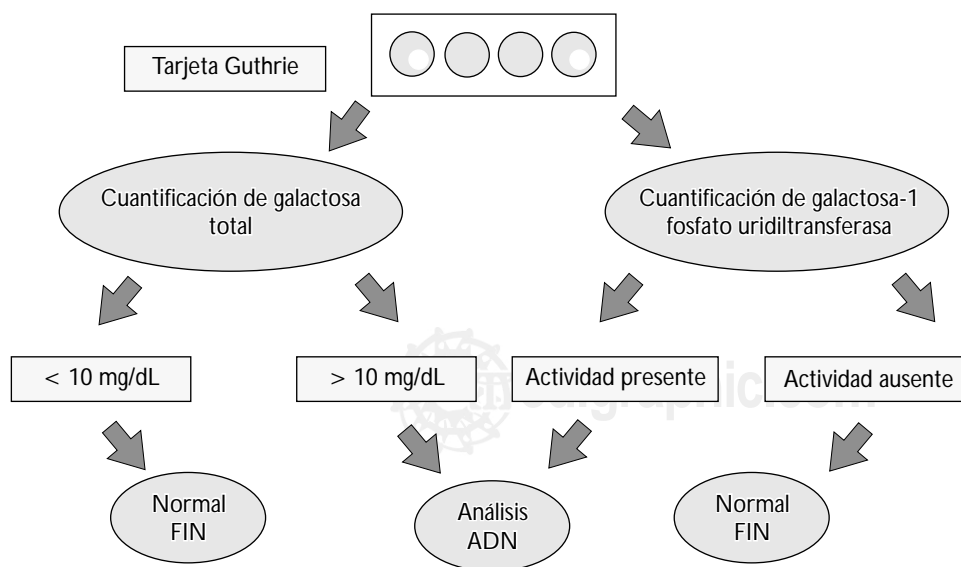 Tarjeta Guthrie
Cuantificación de galactosa
total
Cuantificación de galactosa-1
fosfato uridiltransferasa
< 10 mg/dL
> 10 mg/dL
Actividad presente
Actividad ausente
Normal
FIN
Análisis
ADN
Normal
FIN